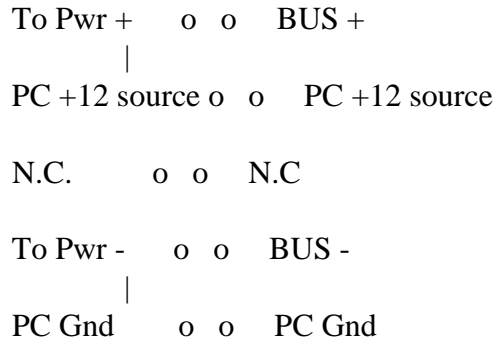 To Pwr + o o BUS +
|
PC +12 source o o PC +12 source
N.C. o o N.C
To Pwr - o o BUS -
|
PC Gnd o o PC Gnd